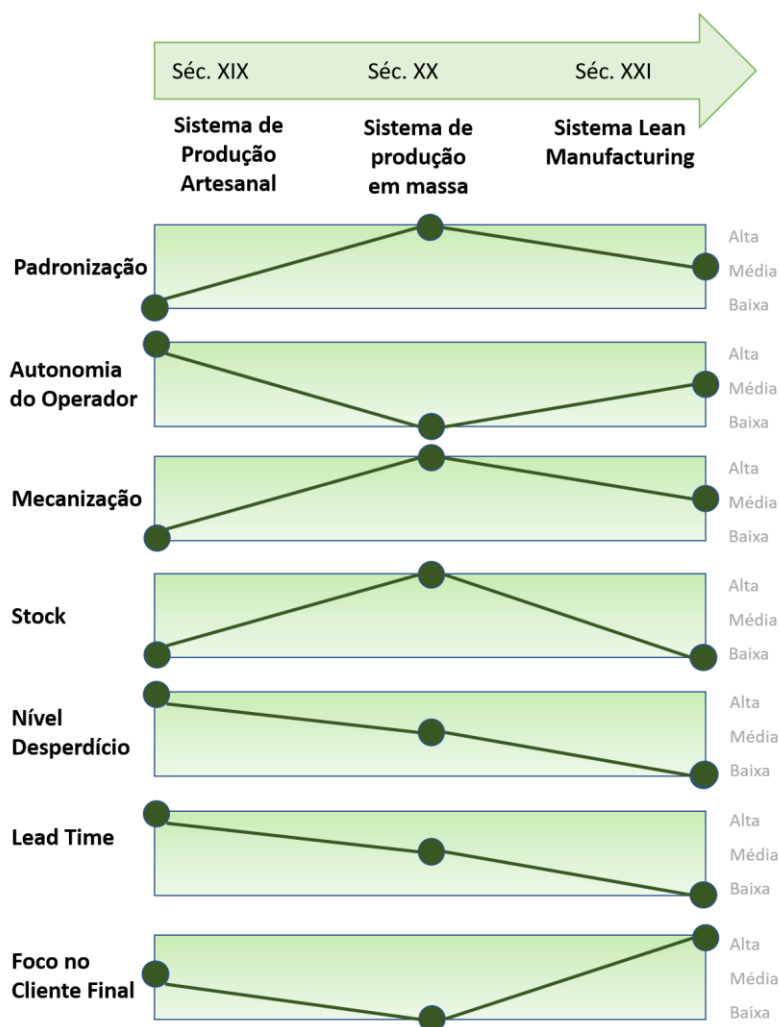 Séc. XIX
Séc. XX
Séc. XXI
Sistema de
Produção
Artesanal
Sistema de
produção
em massa
Sistema Lean
Manufacturing
Padronização
Alta
Média
Baixa
Autonomia
do Operador
Alta
Média
Baixa
Mecanização
Alta
Média
Baixa
Stock
Alta
Média
Baixa
Nível
Desperdício
Alta
Média
Baixa
Lead Time
Alta
Média
Baixa
Foco no
Cliente Final
Alta
Média
Baixa